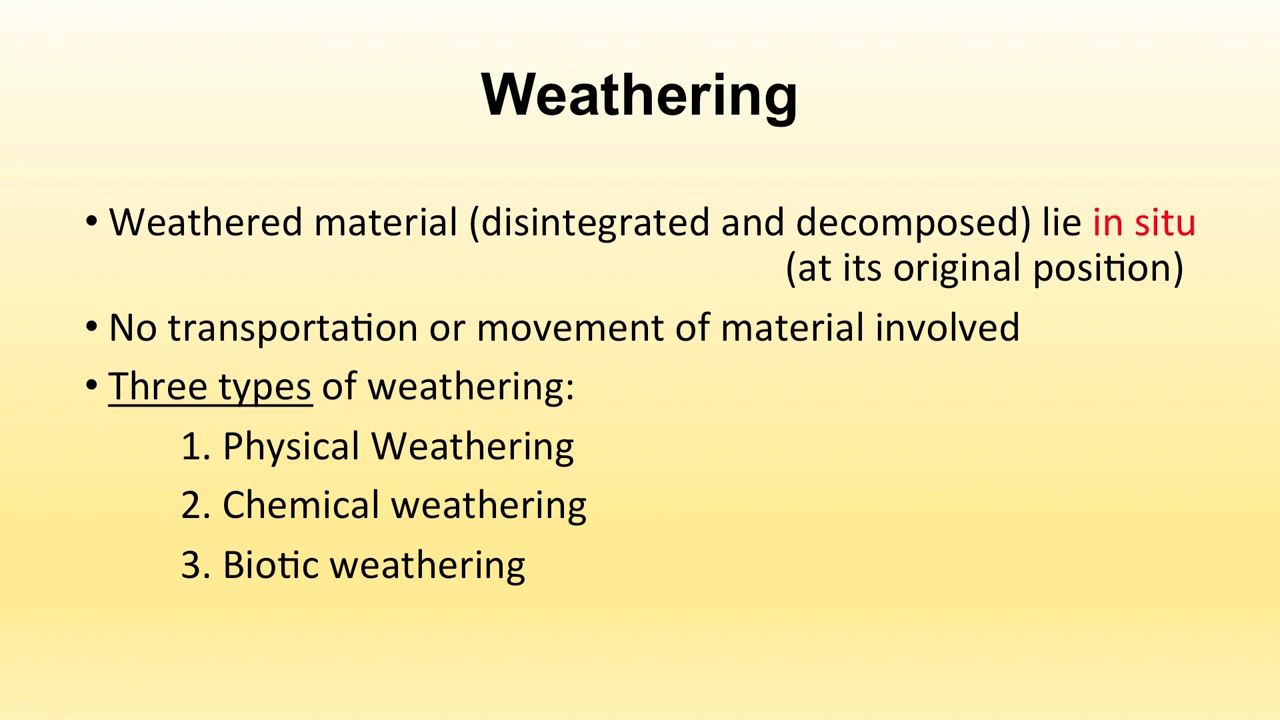 Weathering
• Weathered material (disintegrated and decomposed) lie in situ
(at its original position)
• No transportation or movement of material involved
• Three types of weathering:
1. Physical Weathering
2. Chemical weathering
3. Biotic weathering